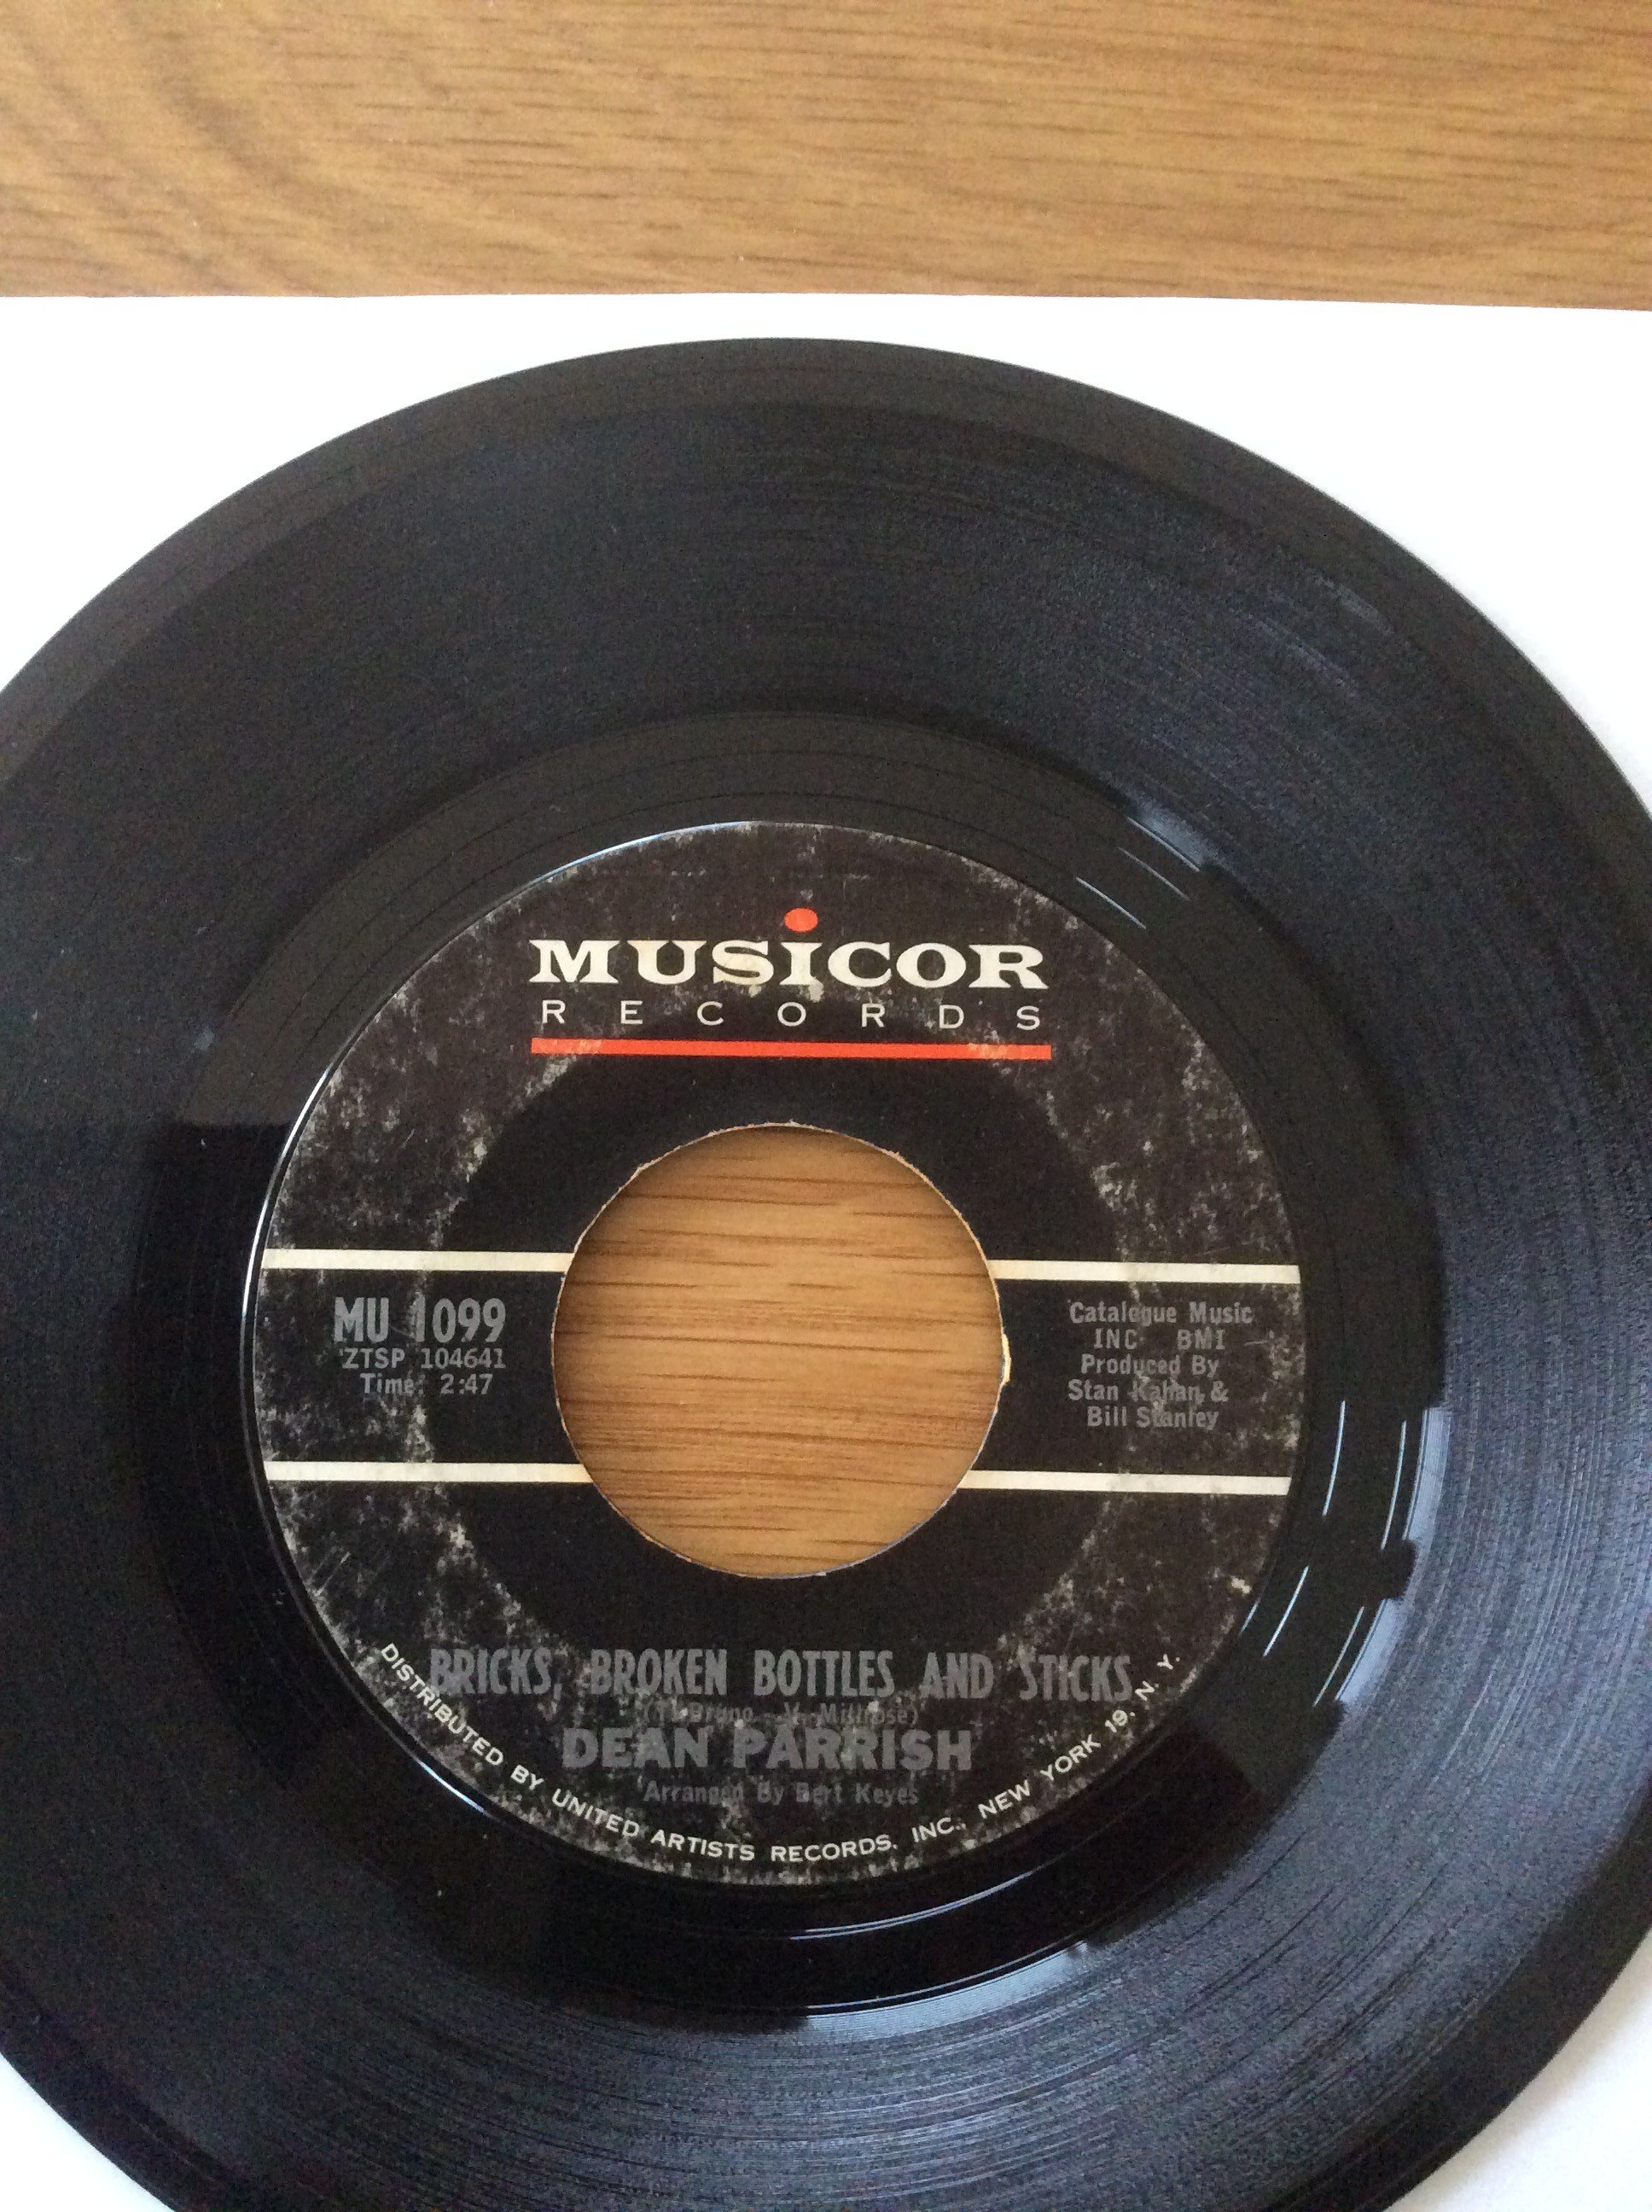 MUSiCOR
RECORDS
MU 1099
ZTSP 104641
Time: 2:47
Catalogue Music
INC BMI
Produced By
Stan Kahan &
Bill Stanley
BRICKS, BROKEN BOTTLES AND STICKS
Bruno
DEAN PARRISH
Arranged By Bert Keyes
DISTRIBUTED BY UNITED ARTISTS RECORDS, INC., NEW YORK 19, N. Y.